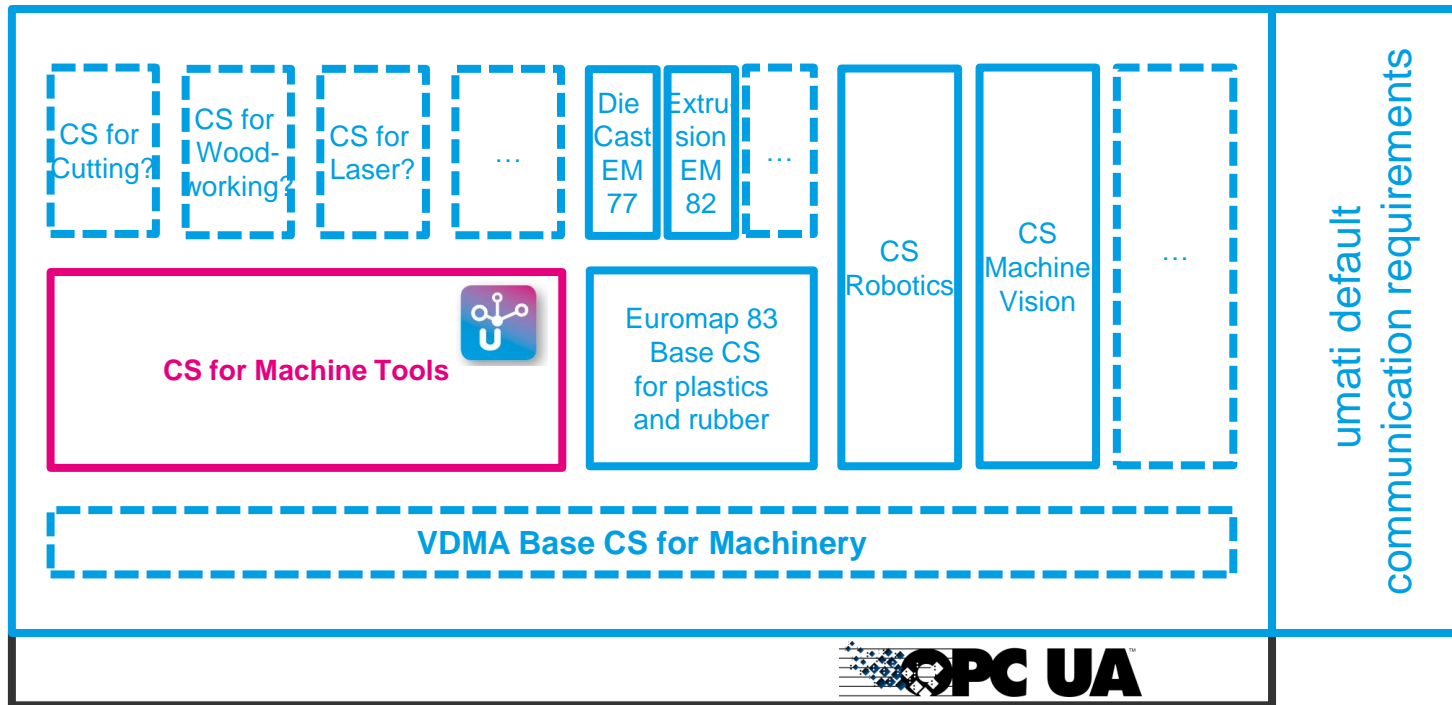 CS for
Cutting?
CS for
Wood-
working?
CS for
Laser?
...
Die
Cast
EM
77
Extru-
sion
EM
82
...
CS
Robotics
CS
Machine
Vision
...
CS for Machine Tools
U
Euromap 83
Base CS
for plastics
and rubber
VDMA Base CS for Machinery
umati default
communication requirements
OPC UA™